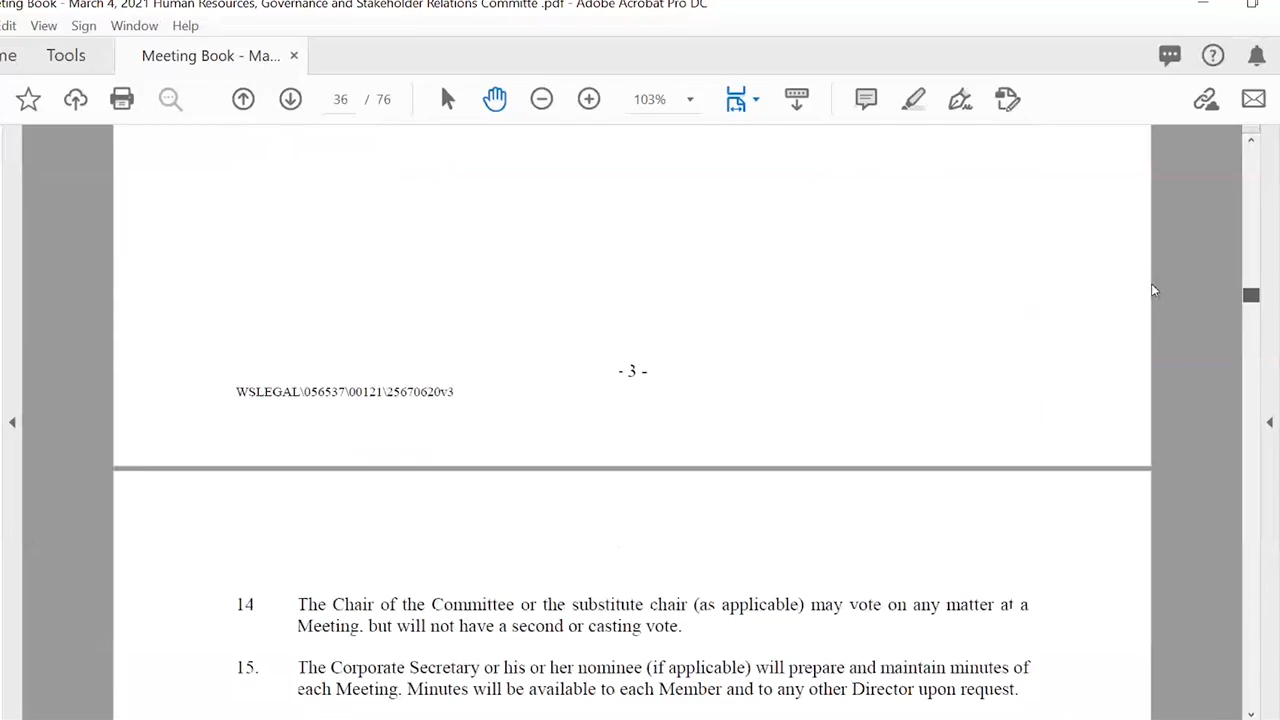 eting Book - March 4, 2021 Human Resources, Governance and Stakeholder Relations Committe .pdf - Adobe Acrobat Pro DC
Edit View Sign Window Help
me Tools Meeting Book - Ma... ×
36 / 76 103%
- 3 -
WSLEGAL\056537\00121\25670620v3
14 The Chair of the Committee or the substitute chair (as applicable) may vote on any matter at a
Meeting. but will not have a second or casting vote.
15. The Corporate Secretary or his or her nominee (if applicable) will prepare and maintain minutes of
each Meeting. Minutes will be available to each Member and to any other Director upon request.